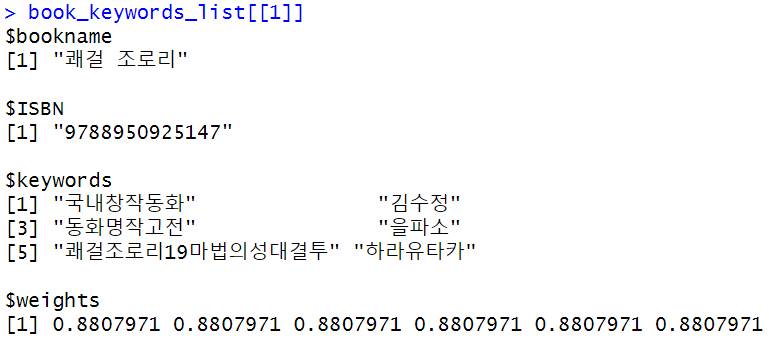 > book_keywords_list[[1]]
$bookname
[1] "쾌걸 조로리"
$ISBN
[1] "9788950925147"
$keywords
[1] "국내창작동화" "김수정"
[3] "동화명작고전" "을파소"
[5] "쾌걸조로리19마법의성대결투" "하라유타카"
$weights
[1] 0.8807971 0.8807971 0.8807971 0.8807971 0.8807971 0.8807971